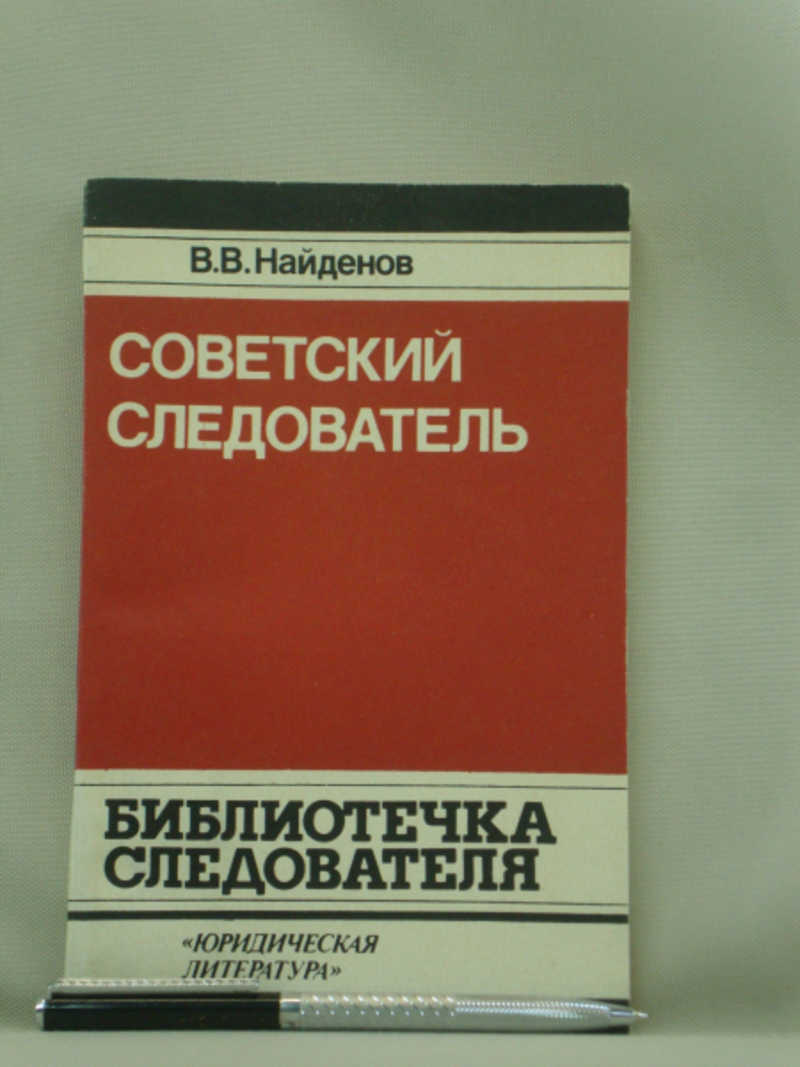 В.В.Найденов
СОВЕТСКИЙ
СЛЕДОВАТЕЛЬ
БИБЛИОТЕЧКА
СЛЕДОВАТЕЛЯ
«ЮРИДИЧЕСКАЯ
ЛИТЕРАТУРА»